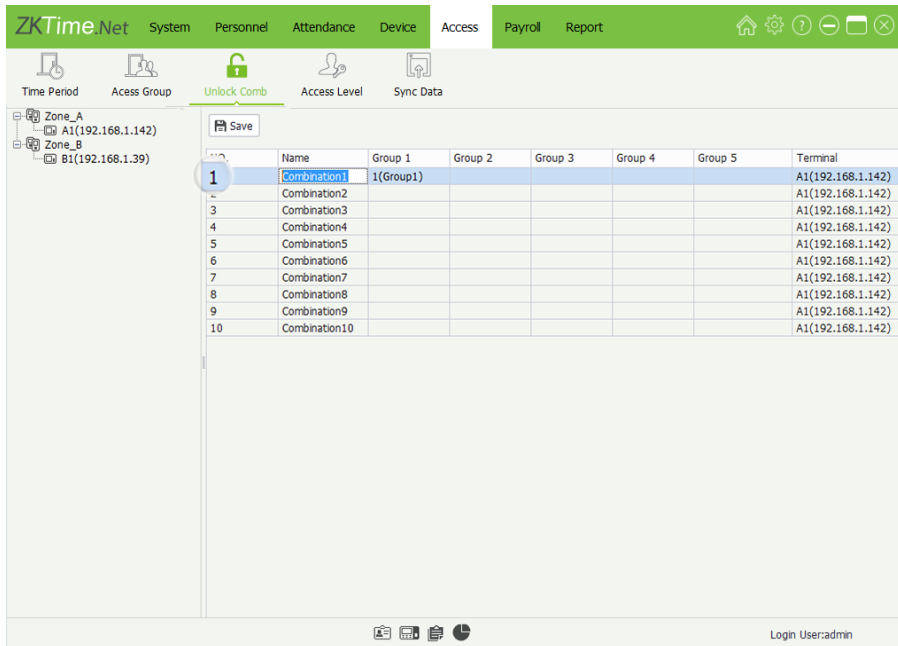 ZKTime.Net System Personnel Attendance Device Access Payroll Report
Time Period Acess Group Unlock Comb Access Level Sync Data
Zone_A
A1(192.168.1.142)
Zone_B
B1(192.168.1.39)
Save
NO. Name Group 1 Group 2 Group 3 Group 4 Group 5 Terminal
1 Combination1 1(Group1) A1(192.168.1.142)
2 Combination2 A1(192.168.1.142)
3 Combination3 A1(192.168.1.142)
4 Combination4 A1(192.168.1.142)
5 Combination5 A1(192.168.1.142)
6 Combination6 A1(192.168.1.142)
7 Combination7 A1(192.168.1.142)
8 Combination8 A1(192.168.1.142)
9 Combination9 A1(192.168.1.142)
10 Combination10 A1(192.168.1.142)
Login User:admin